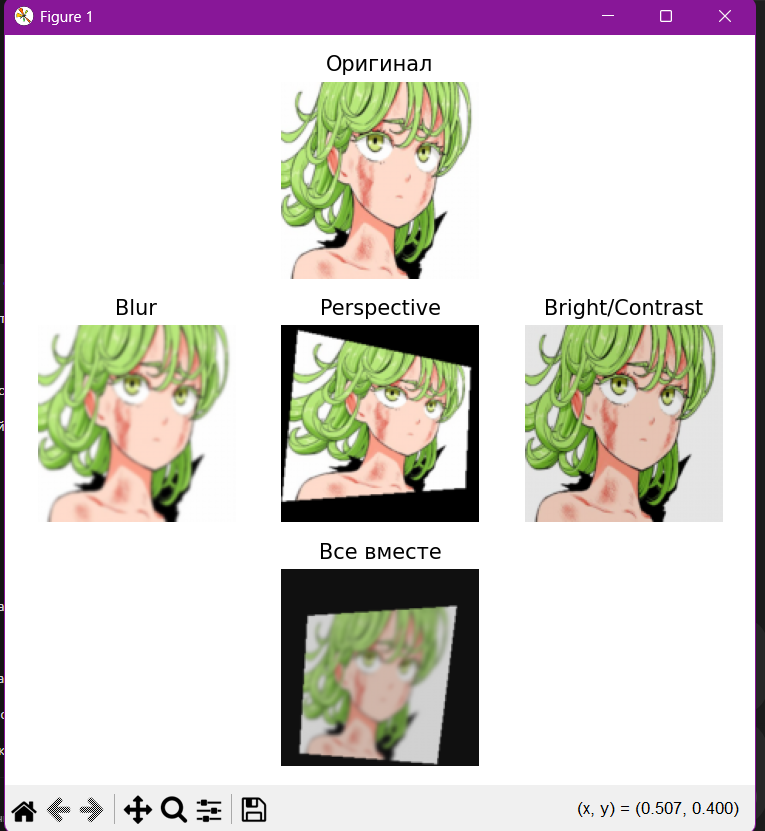 Figure 1
Оригинал
Blur
Perspective
Bright/Contrast
Все вместе
(x, y) = (0.507, 0.400)